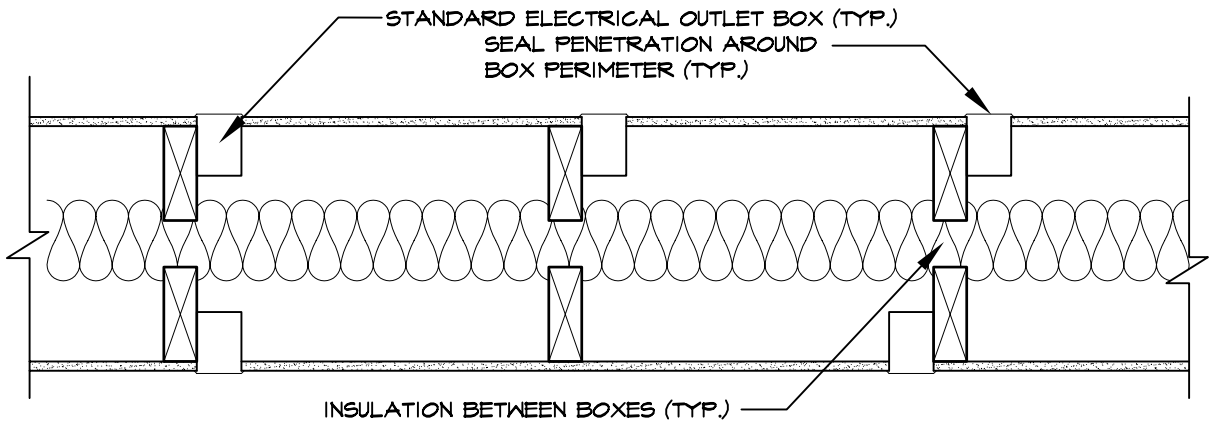 STANDARD ELECTRICAL OUTLET BOX (TYP.)
SEAL PENETRATION AROUND
BOX PERIMETER (TYP.)
INSULATION BETWEEN BOXES (TYP.)